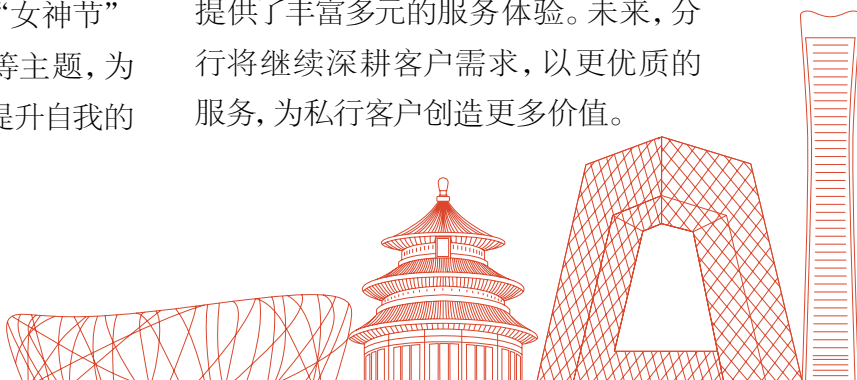 “女神节”
等主题，为
提升自我的
提供了丰富多元的服务体验。未来，分
行将继续深耕客户需求，以更优质的
服务，为私行客户创造更多价值。